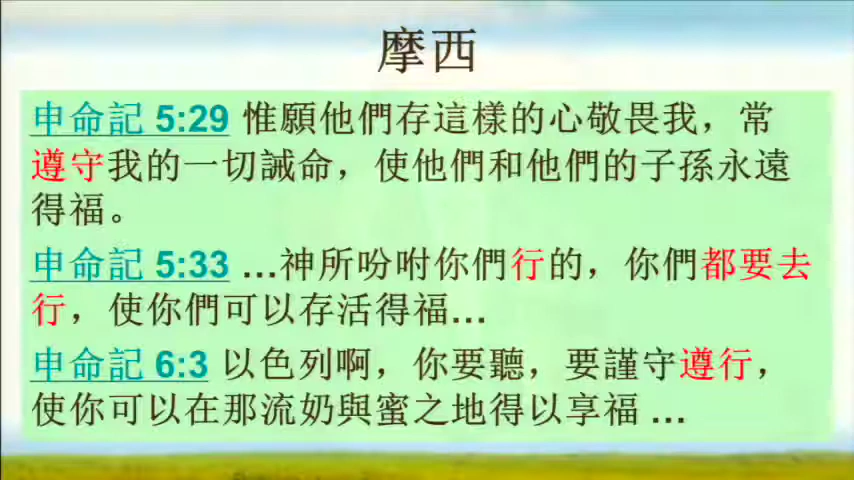 摩西
申命記 5:29 惟願他們存這樣的心敬畏我，常
遵守我的一切誡命，使他們和他們的子孫永遠
得福。
申命記 5:33 ...神所吩咐你們行的，你們都要去
行，使你們可以存活得福...
申命記 6:3 以色列啊，你要聽，要謹守遵行，
使你可以在那流奶與蜜之地得以享福 ...